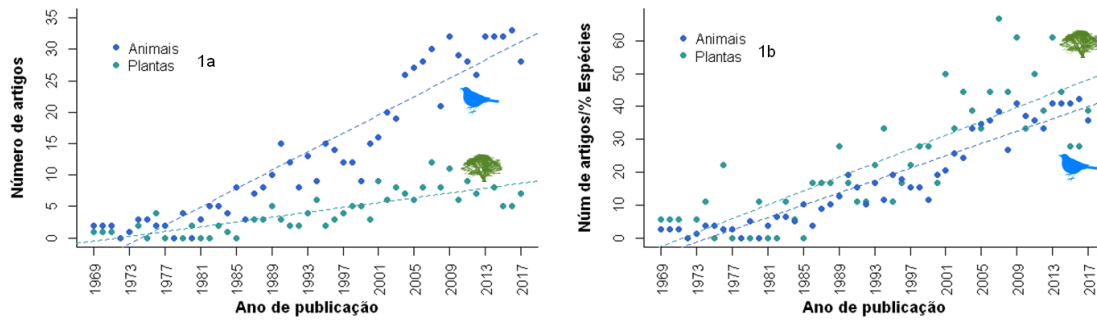 Número de artigos
0 5 10 15 20 25 30 35
Animais
Plantas
1a
1969 1973 1977 1981 1985 1989 1993 1997 2001 2005 2009 2013 2017
Ano de publicação
Núm de artigos/% Espécies
0 10 20 30 40 50 60
Animais
Plantas
1b
1969 1973 1977 1981 1985 1989 1993 1997 2001 2005 2009 2013 2017
Ano de publicação